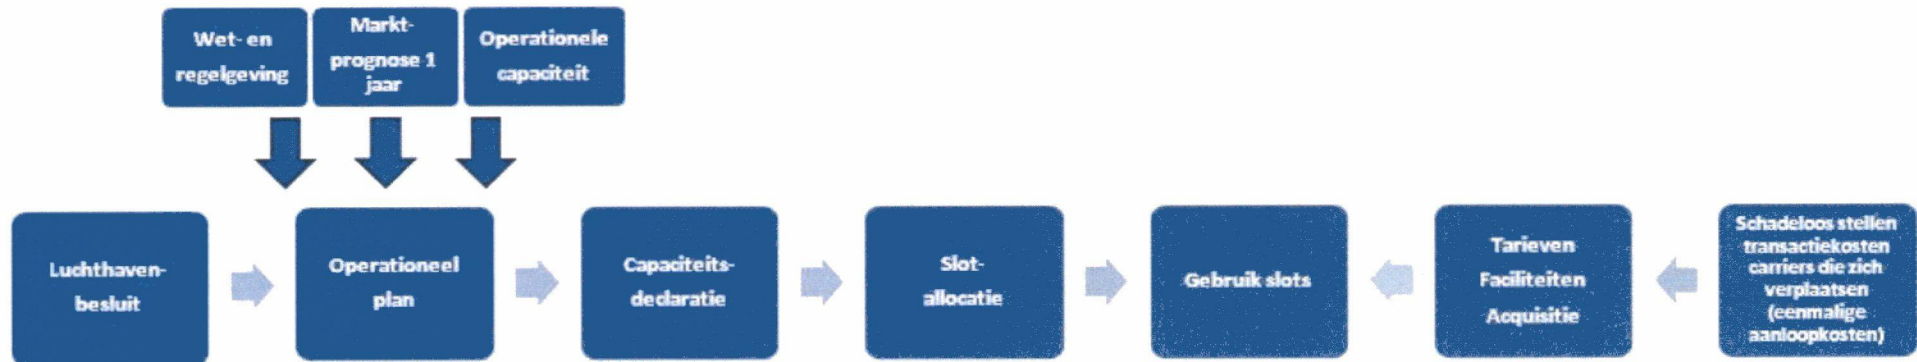 Wet- en
regelgeving
Markt-
prognose 1
jaar
Operationele
capaciteit
Luchthaven-
besluit
Operationeel
plan
Capaciteits-
declaratie
Slot-
allocatie
Gebruik slots
Tarieven
Faciliteiten
Acquisitie
Schadeloos stellen
transactiekosten
carriers die zich
verplaatsen
(eenmalige
aanloopkosten)